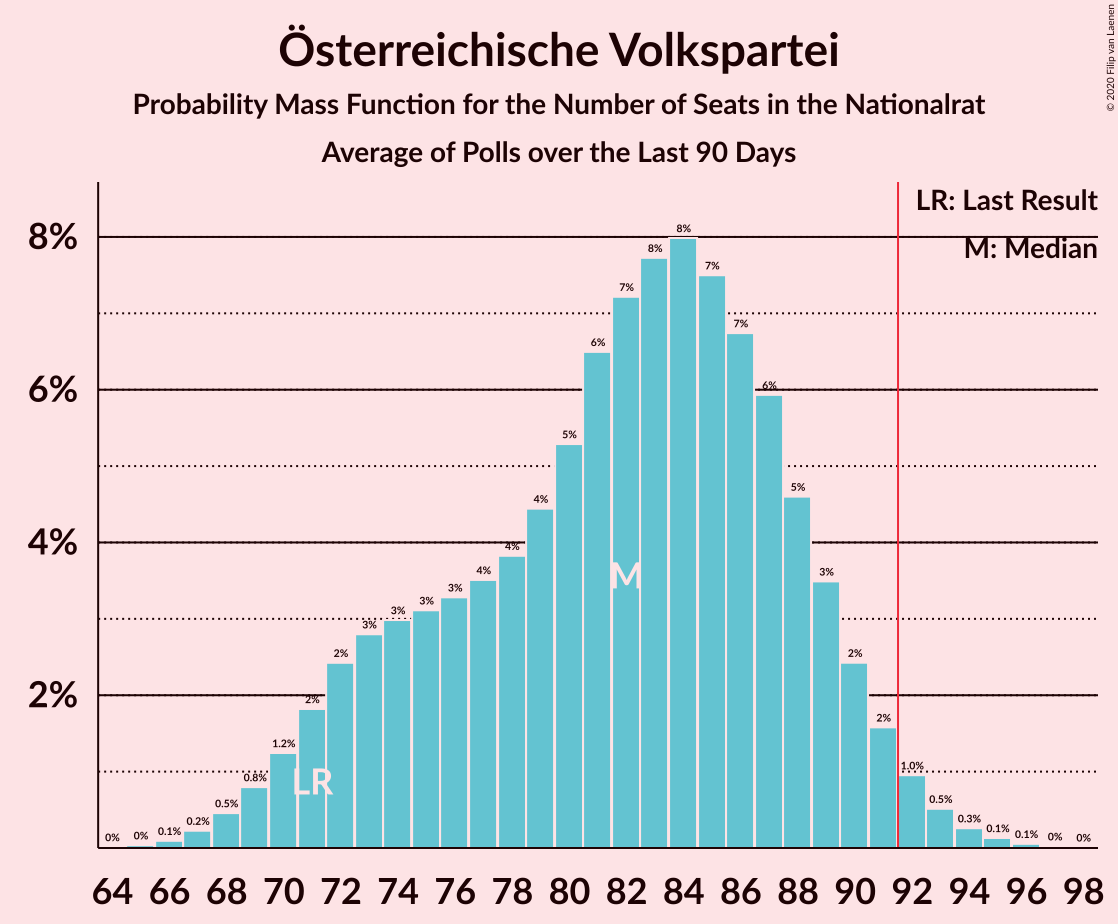 Österreichische Volkspartei
Probability Mass Function for the Number of Seats in the Nationalrat
Average of Polls over the Last 90 Days
© 2020 Filip van Laenen
LR: Last Result
M: Median
8%
6%
4%
2%
0% 0% 0.1% 0.2% 0.5% 0.8% 1.2% 2% 2% 3% 3% 3% 3% 4% 4% 4% 5% 6% 7% 8% 8% 7% 7% 6% 5% 3% 2% 2% 1.0% 0.5% 0.3% 0.1% 0.1% 0% 0%
LR
M
64 66 68 70 72 74 76 78 80 82 84 86 88 90 92 94 96 98